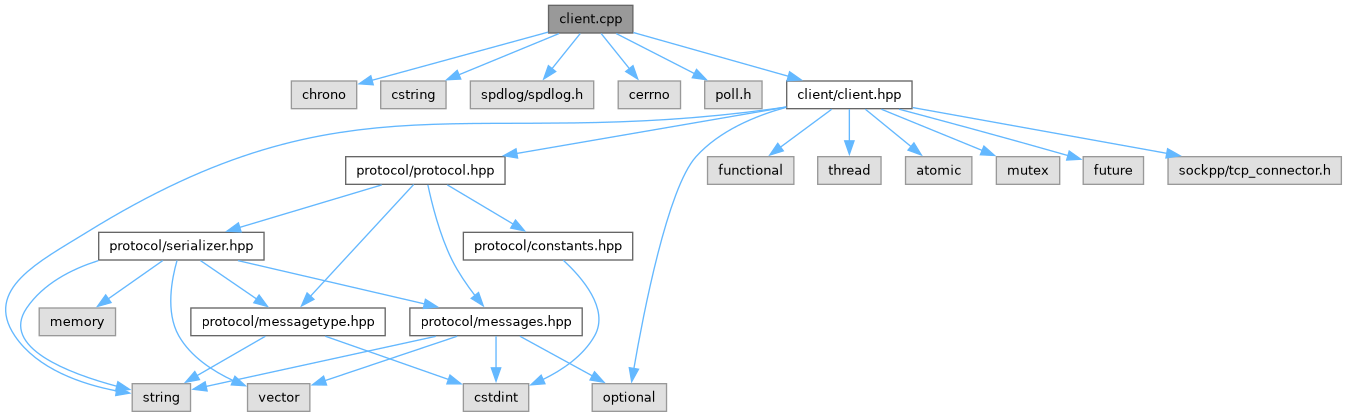 client.cpp
chrono
cstring
spdlog/spdlog.h
cerrno
poll.h
client/client.hpp
protocol/protocol.hpp
functional
thread
atomic
mutex
future
sockpp/tcp_connector.h
protocol/serializer.hpp
protocol/constants.hpp
memory
protocol/messagetype.hpp
protocol/messages.hpp
string
vector
cstdint
optional